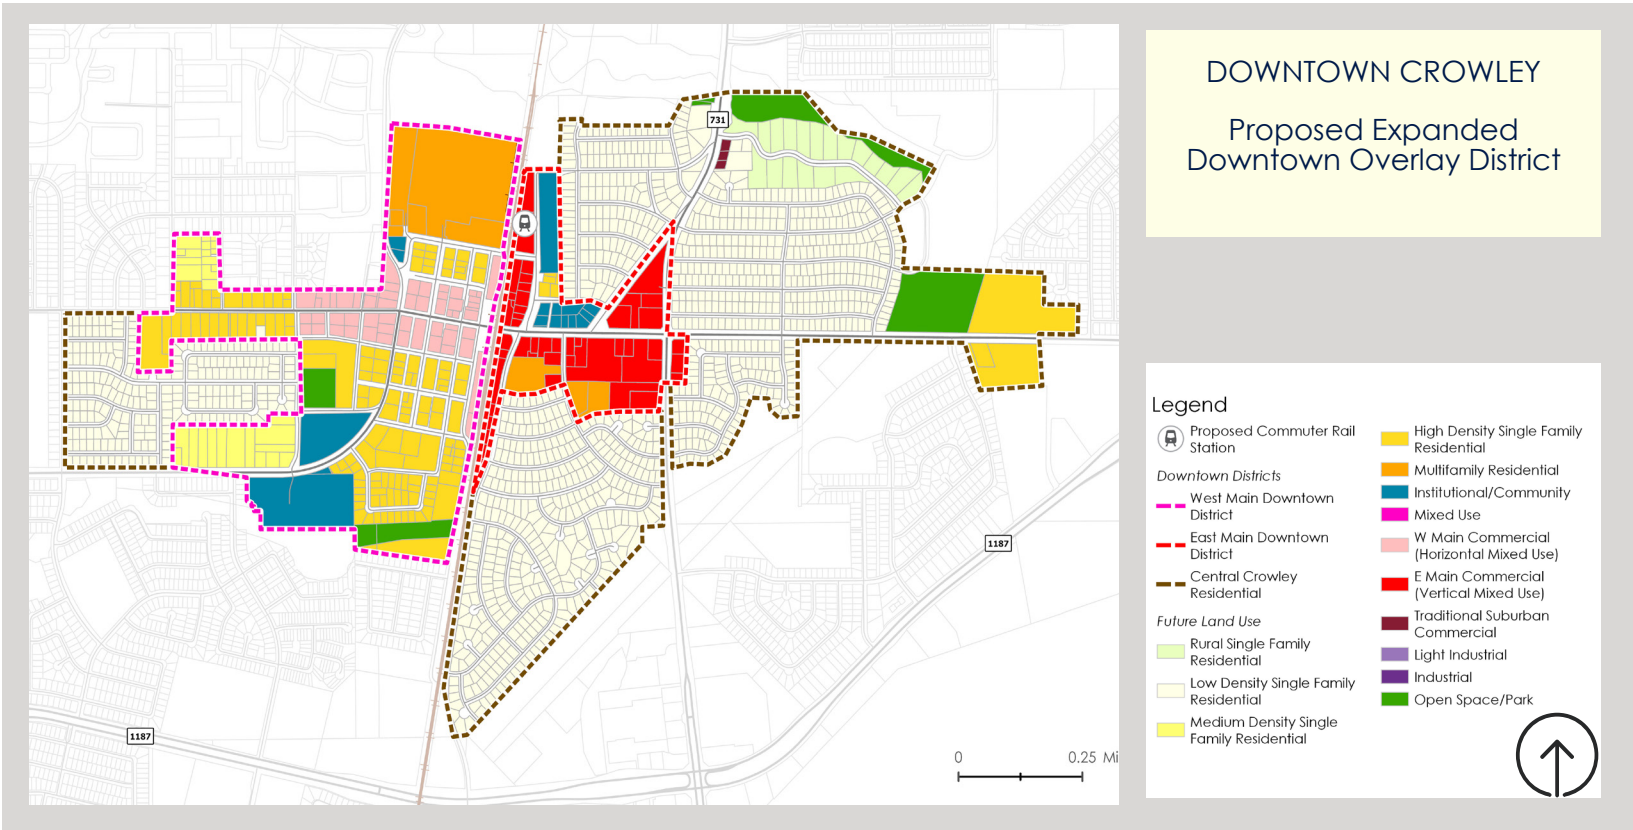 DOWNTOWN CROWLEY
Proposed Expanded
Downtown Overlay District
731
1187
1187
0 0.25 Mi
Legend
Proposed Commuter Rail
Station
Downtown Districts
West Main Downtown
District
East Main Downtown
District
Central Crowley
Residential
Future Land Use
Rural Single Family
Residential
Low Density Single Family
Residential
Medium Density Single
Family Residential
High Density Single Family
Residential
Multifamily Residential
Institutional/Community
Mixed Use
W Main Commercial
(Horizontal Mixed Use)
E Main Commercial
(Vertical Mixed Use)
Traditional Suburban
Commercial
Light Industrial
Industrial
Open Space/Park